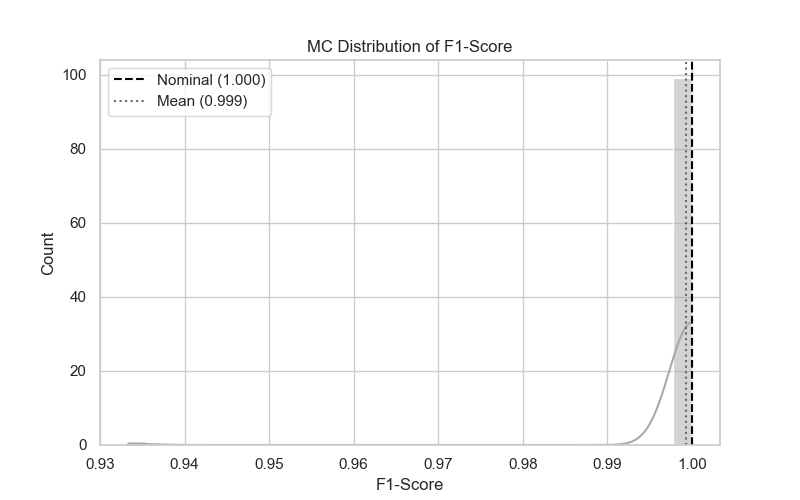 MC Distribution of F1-Score
Nominal (1.000)
Mean (0.999)
100
80
60
40
20
0
Count
0.93 0.94 0.95 0.96 0.97 0.98 0.99 1.00
F1-Score